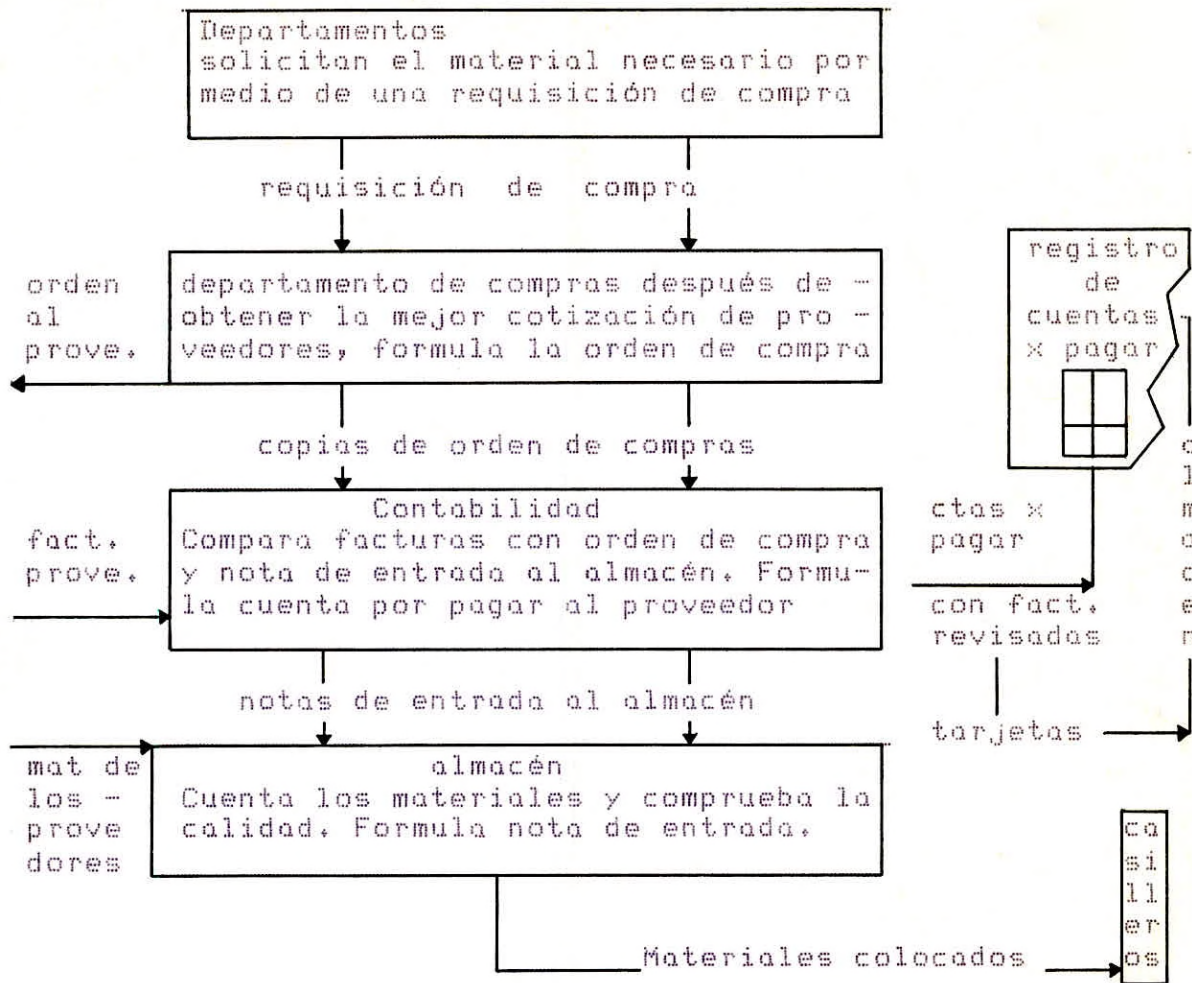 Departamentos
solicitan el material necesario por
medio de una requisición de compra
requisición de compra
orden
al
prove.
departamento de compras después de -
obtener la mejor cotización de pro -
veedores, formula la orden de compra
registro
de
cuentas
x pagar
copias de orden de compras
fact.
prove.
Contabilidad
Compara facturas con orden de compra
y nota de entrada al almacén. Formu-
la cuenta por pagar al proveedor
ctas x
pagar
con fact.
revisadas
tarjetas
notas de entrada al almacén
mat de
los -
prove
dores
almacén
Cuenta los materiales y comprueba la
calidad. Formula nota de entrada.
Materiales colocados
ca
si
ll
er
os